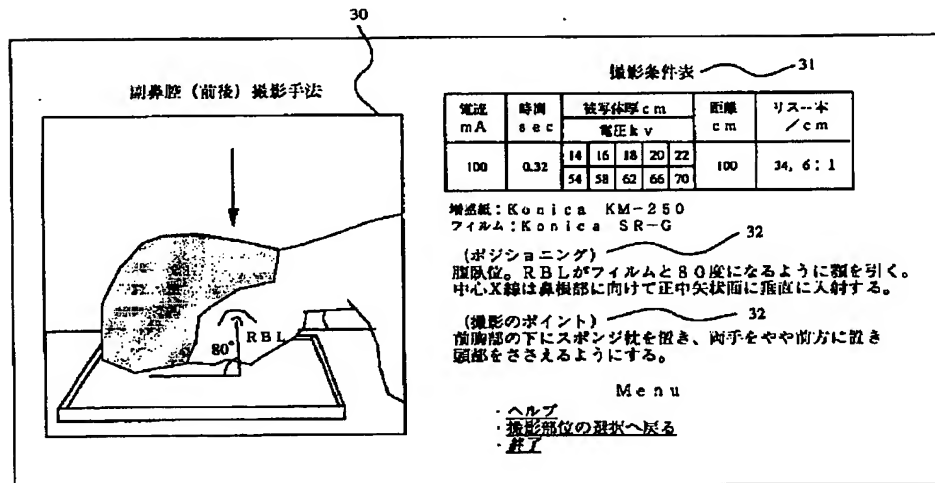 30
副鼻腔（前後）撮影手法
80°
RBL
撮影条件表
31
電流 mA 時間 sec 被写体厚cm 距離 cm リス--本 /cm
電圧kv
100 0.32 14 16 18 20 22 100 34, 6:1
54 58 62 66 70
増感紙：Konica KM-250
フィルム：Konica SR-G
32
(ポジショニング)
腹臥位。RBLがフィルムと80度になるように顎を引く。
中心X線は鼻根部に向けて正中矢状面に垂直に入射する。
32
(撮影のポイント)
前胸部の下にスポンジ枕を置き、両手をやや前方に置き
頭部をささえるようにする。
Menu
・ヘルプ
・撮影部位の選択へ戻る
・終了